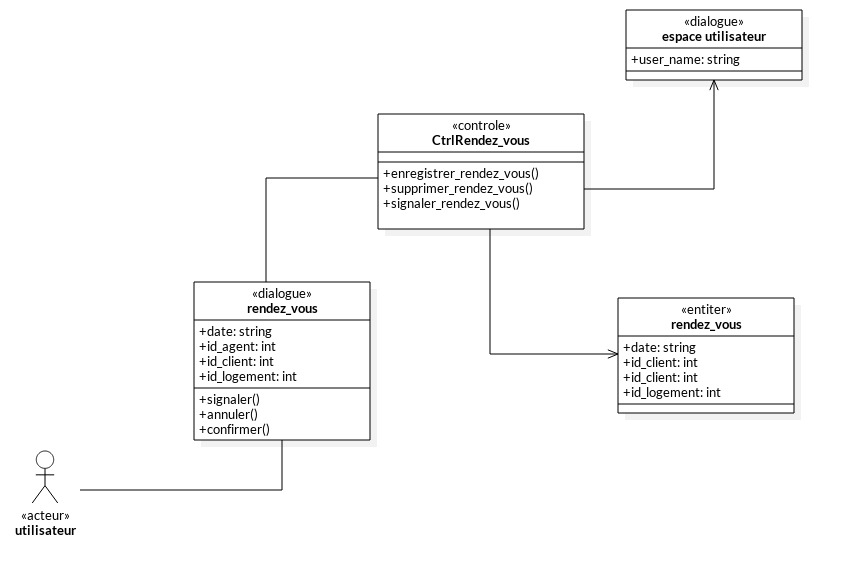 «dialogue»
espace utilisateur
+user_name: string
«controle»
CtrlRendez_vous
+enregistrer_rendez_vous()
+supprimer_rendez_vous()
+signaler_rendez_vous()
«dialogue»
rendez_vous
+date: string
+id_agent: int
+id_client: int
+id_logement: int
+signaler()
+annuler()
+confirmer()
«entiter»
rendez_vous
+date: string
+id_client: int
+id_client: int
+id_logement: int
«acteur»
utilisateur